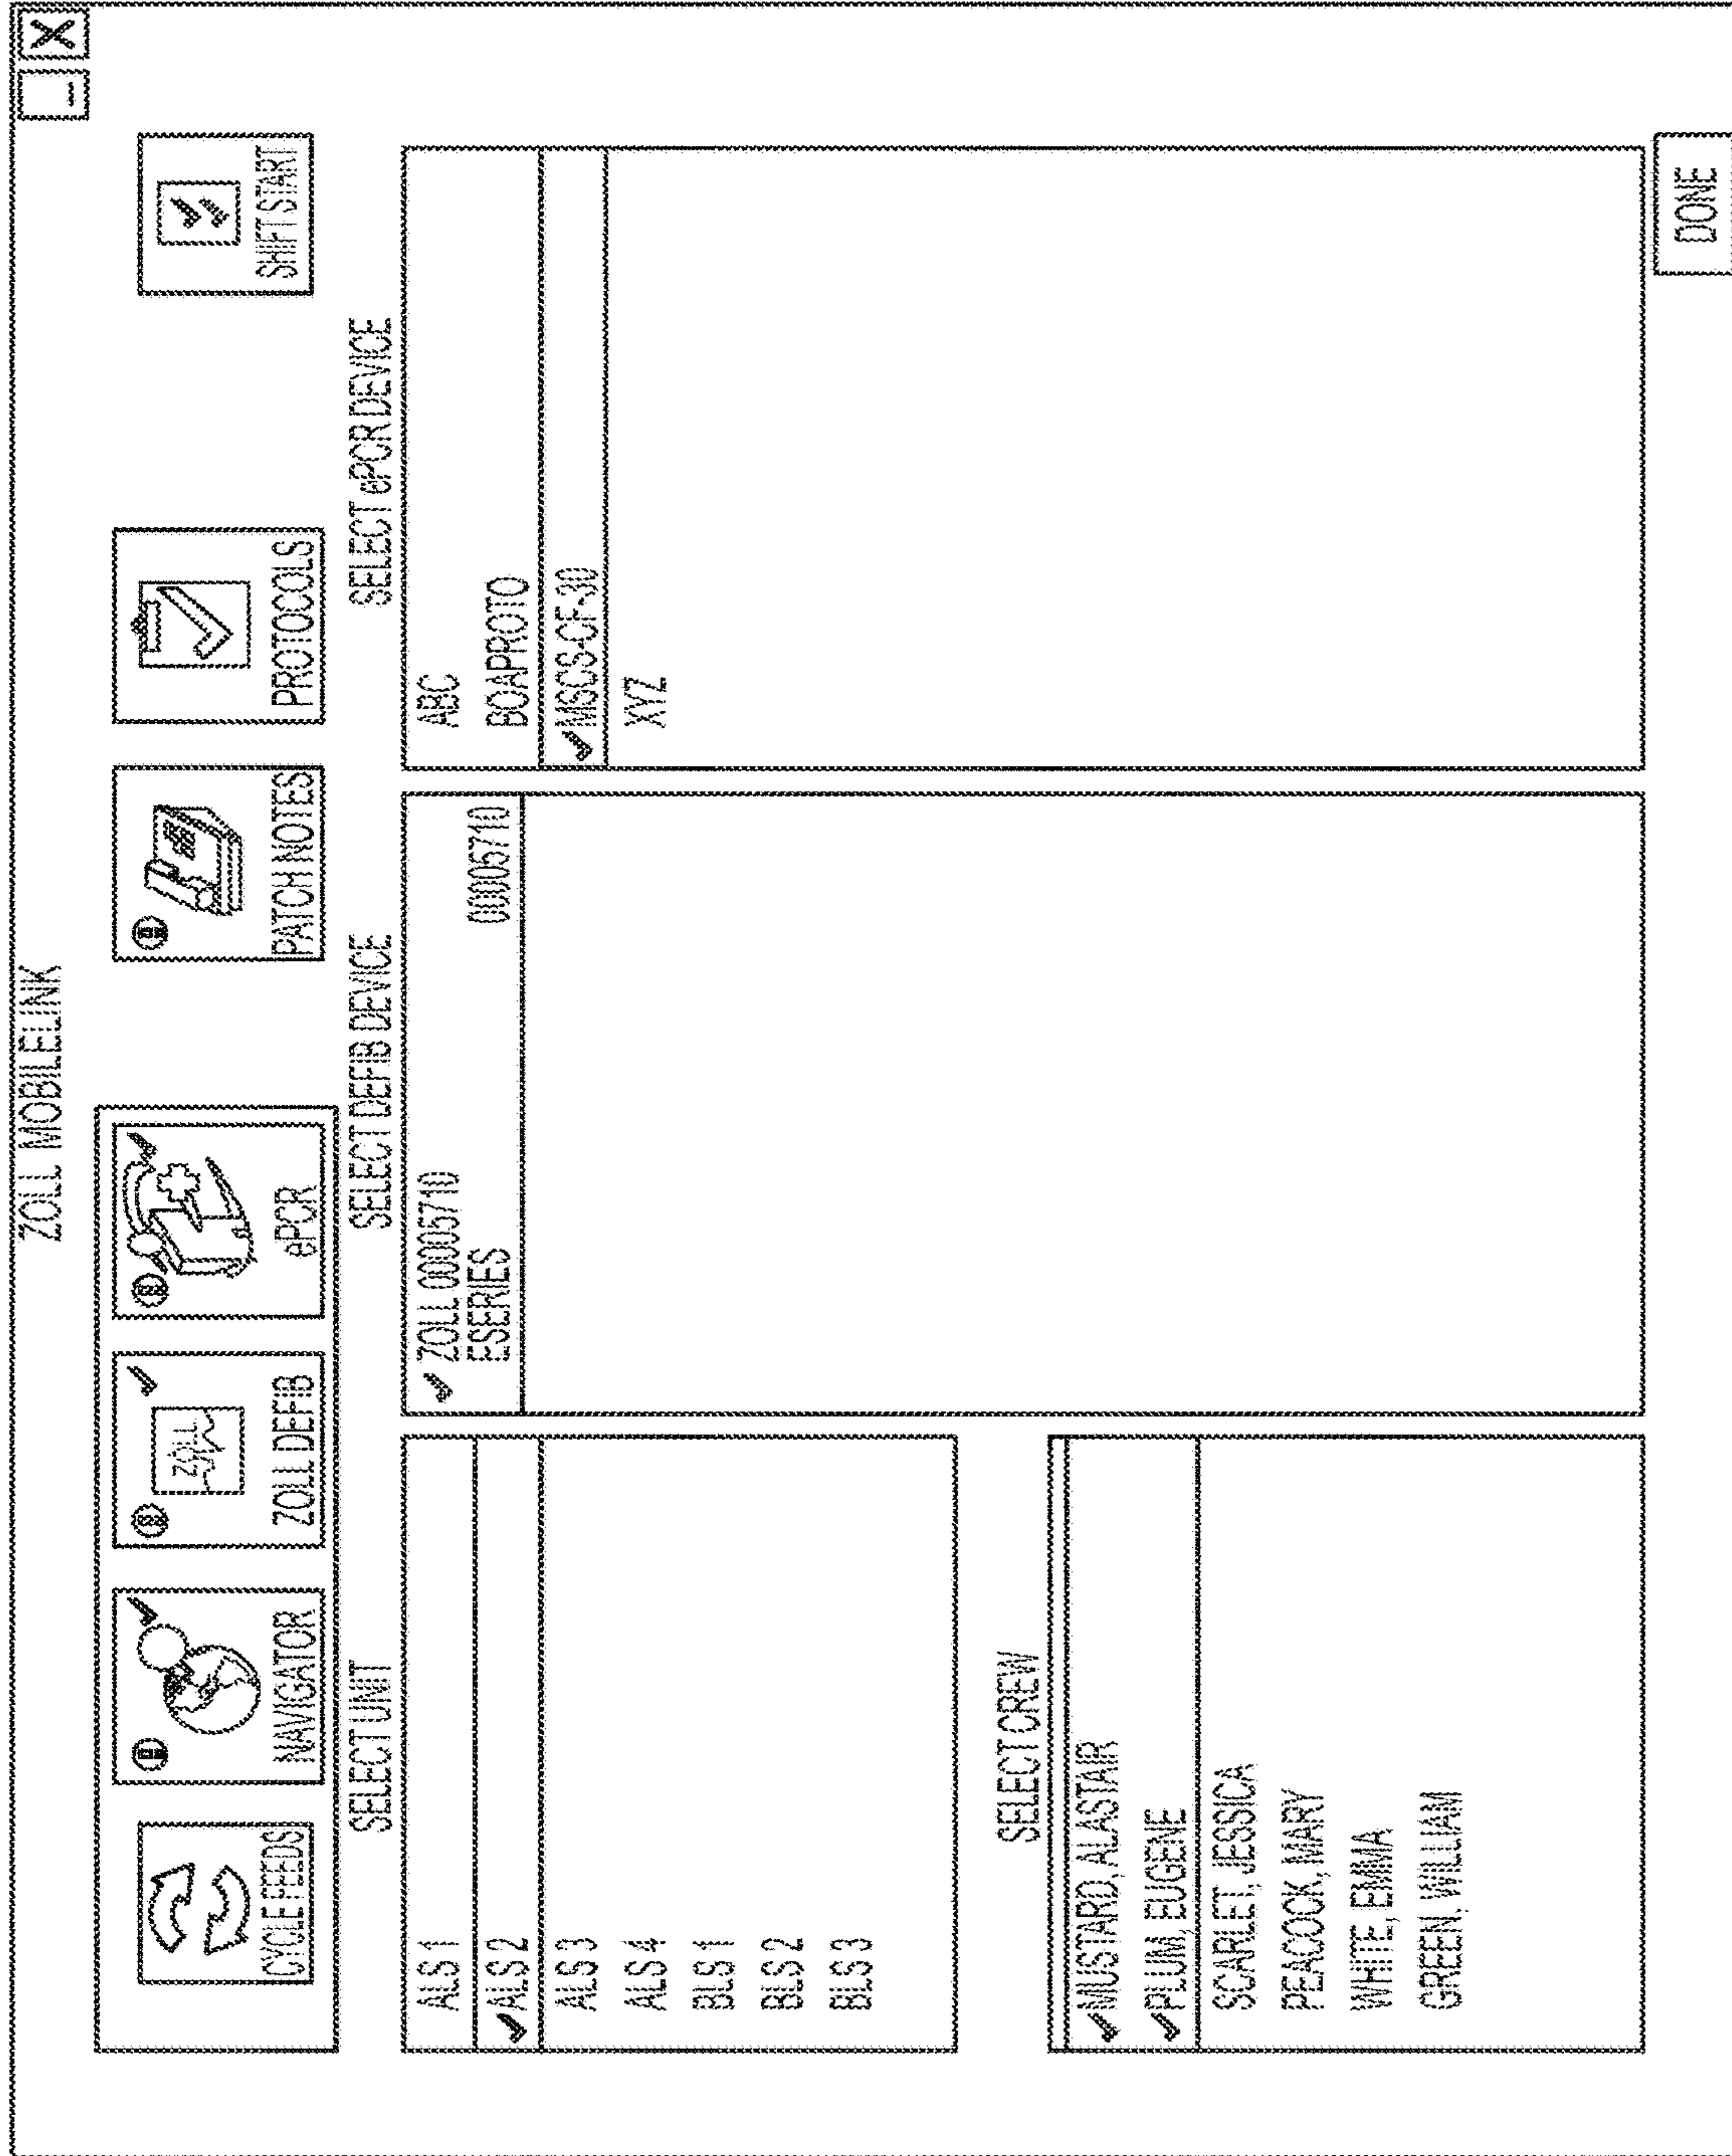 ZOLL MOBILELINK
CYCLE FEEDS
NAVIGATOR
ZOLL
ZOLL DEFIB
ePCR
PATCH NOTES
PROTOCOLS
SHIFT START
SELECT UNIT
ALS 1
ALS 2
ALS 3
ALS 4
BLS 1
BLS 2
BLS 3
SELECT CREW
MUSTARD, ALASTAIR
PLUM, EUGENE
SCARLET, JESSICA
PEACOCK, MARY
WHITE, EMMA
GREEN, WILLIAM
SELECT DEFIB DEVICE
ZOLL 00005710
ESERIES 00005710
SELECT ePCR DEVICE
ABC
BOAPROTO
MSCS-CF-30
XYZ
DONE